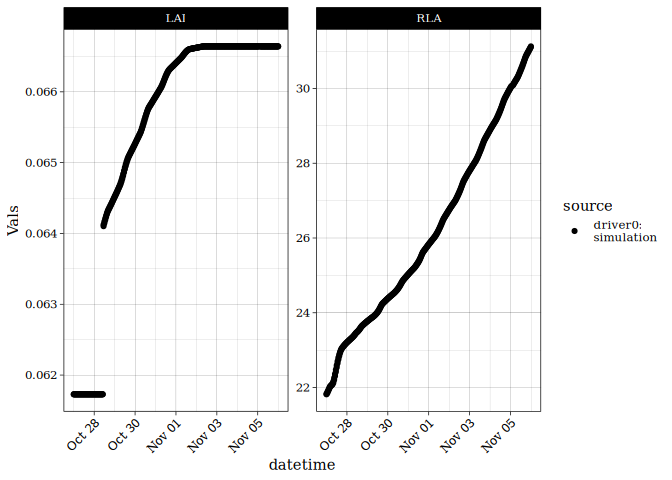 LAI
RLA
Vals
0.066
0.065
0.064
0.063
0.062
30
28
26
24
22
Oct 28
Oct 30
Nov 01
Nov 03
Nov 05
Oct 28
Oct 30
Nov 01
Nov 03
Nov 05
datetime
source
driver0:
simulation